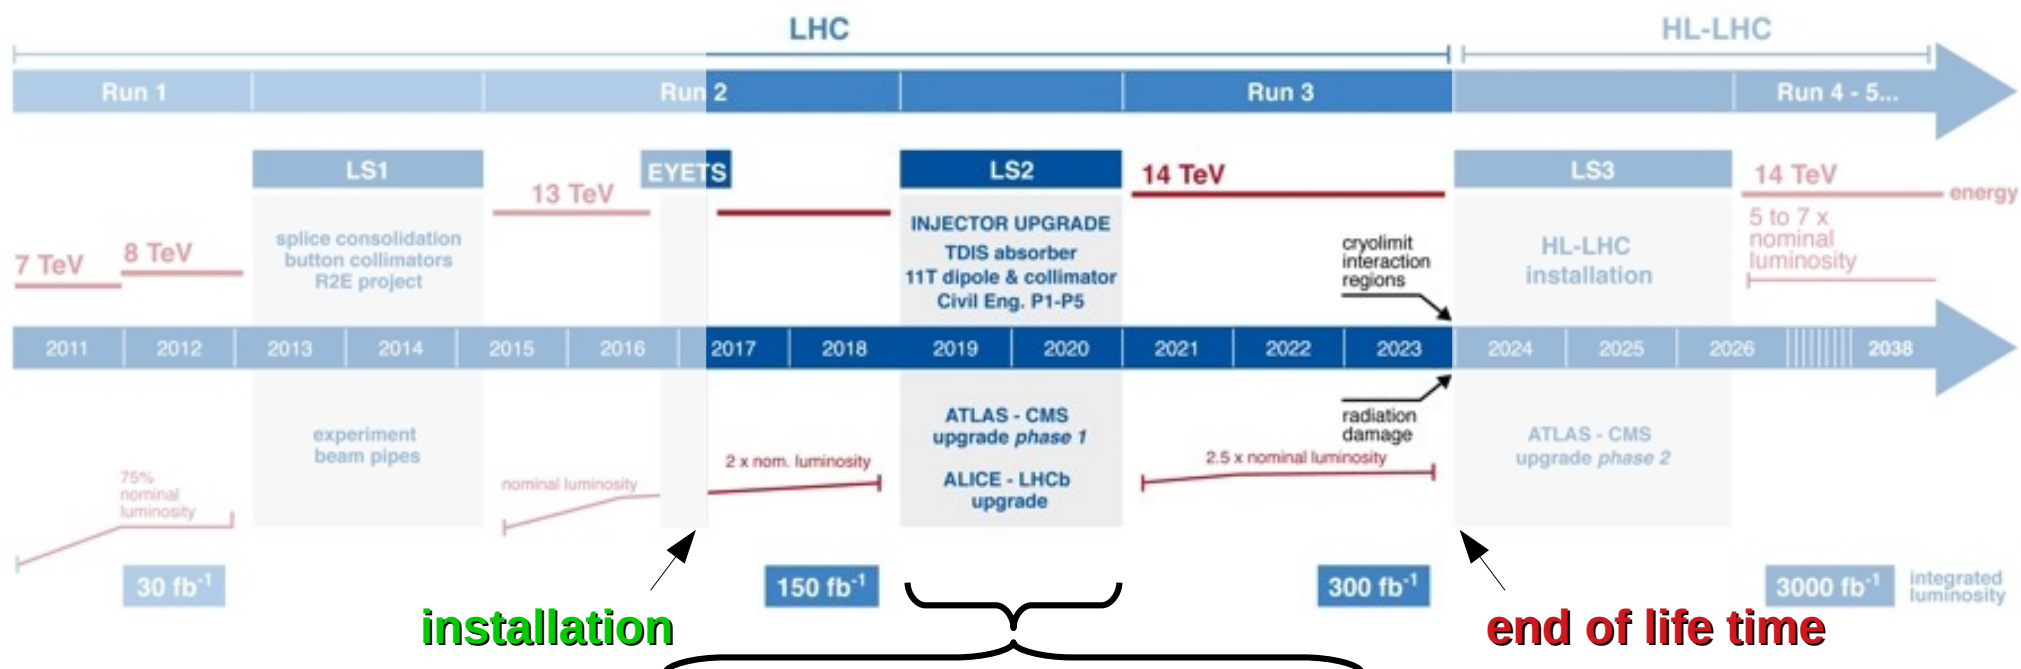 LHC
HL-LHC
Run 1
Run 2
Run 3
Run 4 - 5...
LS1
EYETS
LS2
LS3
7 TeV
8 TeV
13 TeV
14 TeV
14 TeV
energy
splice consolidation
button collimators
R2E project
INJECTOR UPGRADE
TDIS absorber
11T dipole & collimator
Civil Eng. P1-P5
cryolimit
interaction
regions
HL-LHC
installation
5 to 7 x
nominal
luminosity
2011
2012
2013
2014
2015
2016
2017
2018
2019
2020
2021
2022
2023
2024
2025
2026
2038
experiment
beam pipes
ATLAS - CMS
upgrade phase 1
ALICE - LHCb
upgrade
radiation
damage
ATLAS - CMS
upgrade phase 2
75%
nominal
luminosity
nominal luminosity
2 x nom. luminosity
2.5 x nominal luminosity
30 fb-1
150 fb-1
300 fb-1
3000 fb-1
integrated
luminosity
installation
end of life time